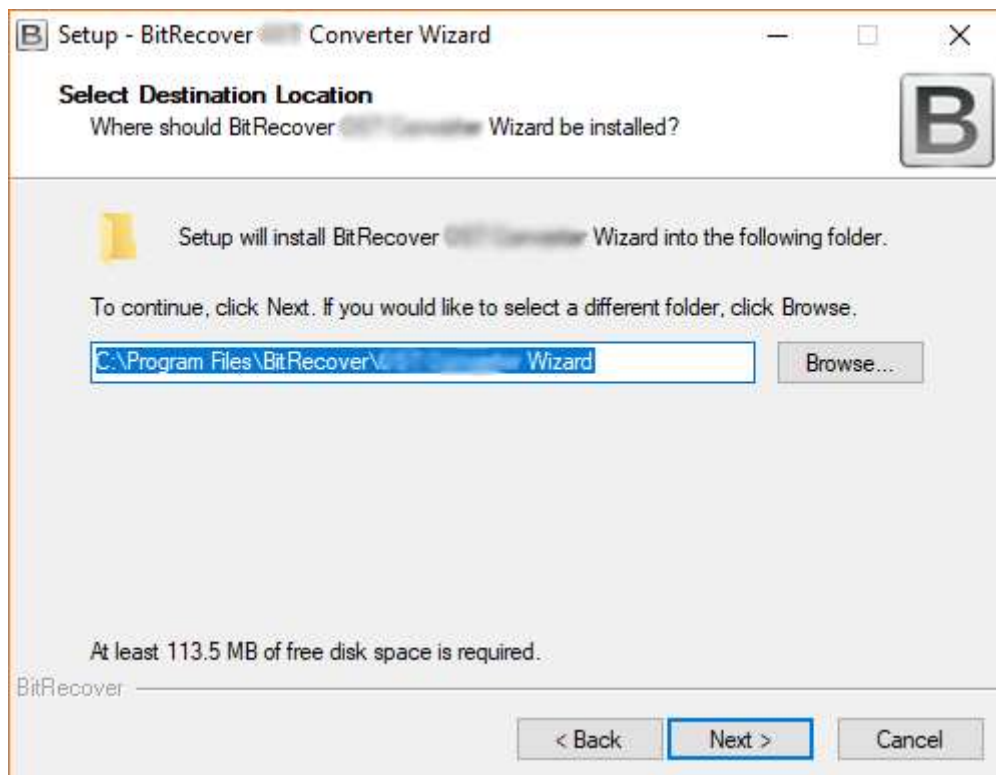 B Setup - BitRecover Converter Wizard
Select Destination Location
Where should BitRecover Wizard be installed?
B
Setup will install BitRecover Wizard into the following folder.
To continue, click Next. If you would like to select a different folder, click Browse.
C:\Program Files\BitRecover\ Wizard
Browse...
At least 113.5 MB of free disk space is required.
BitRecover
< Back Next > Cancel